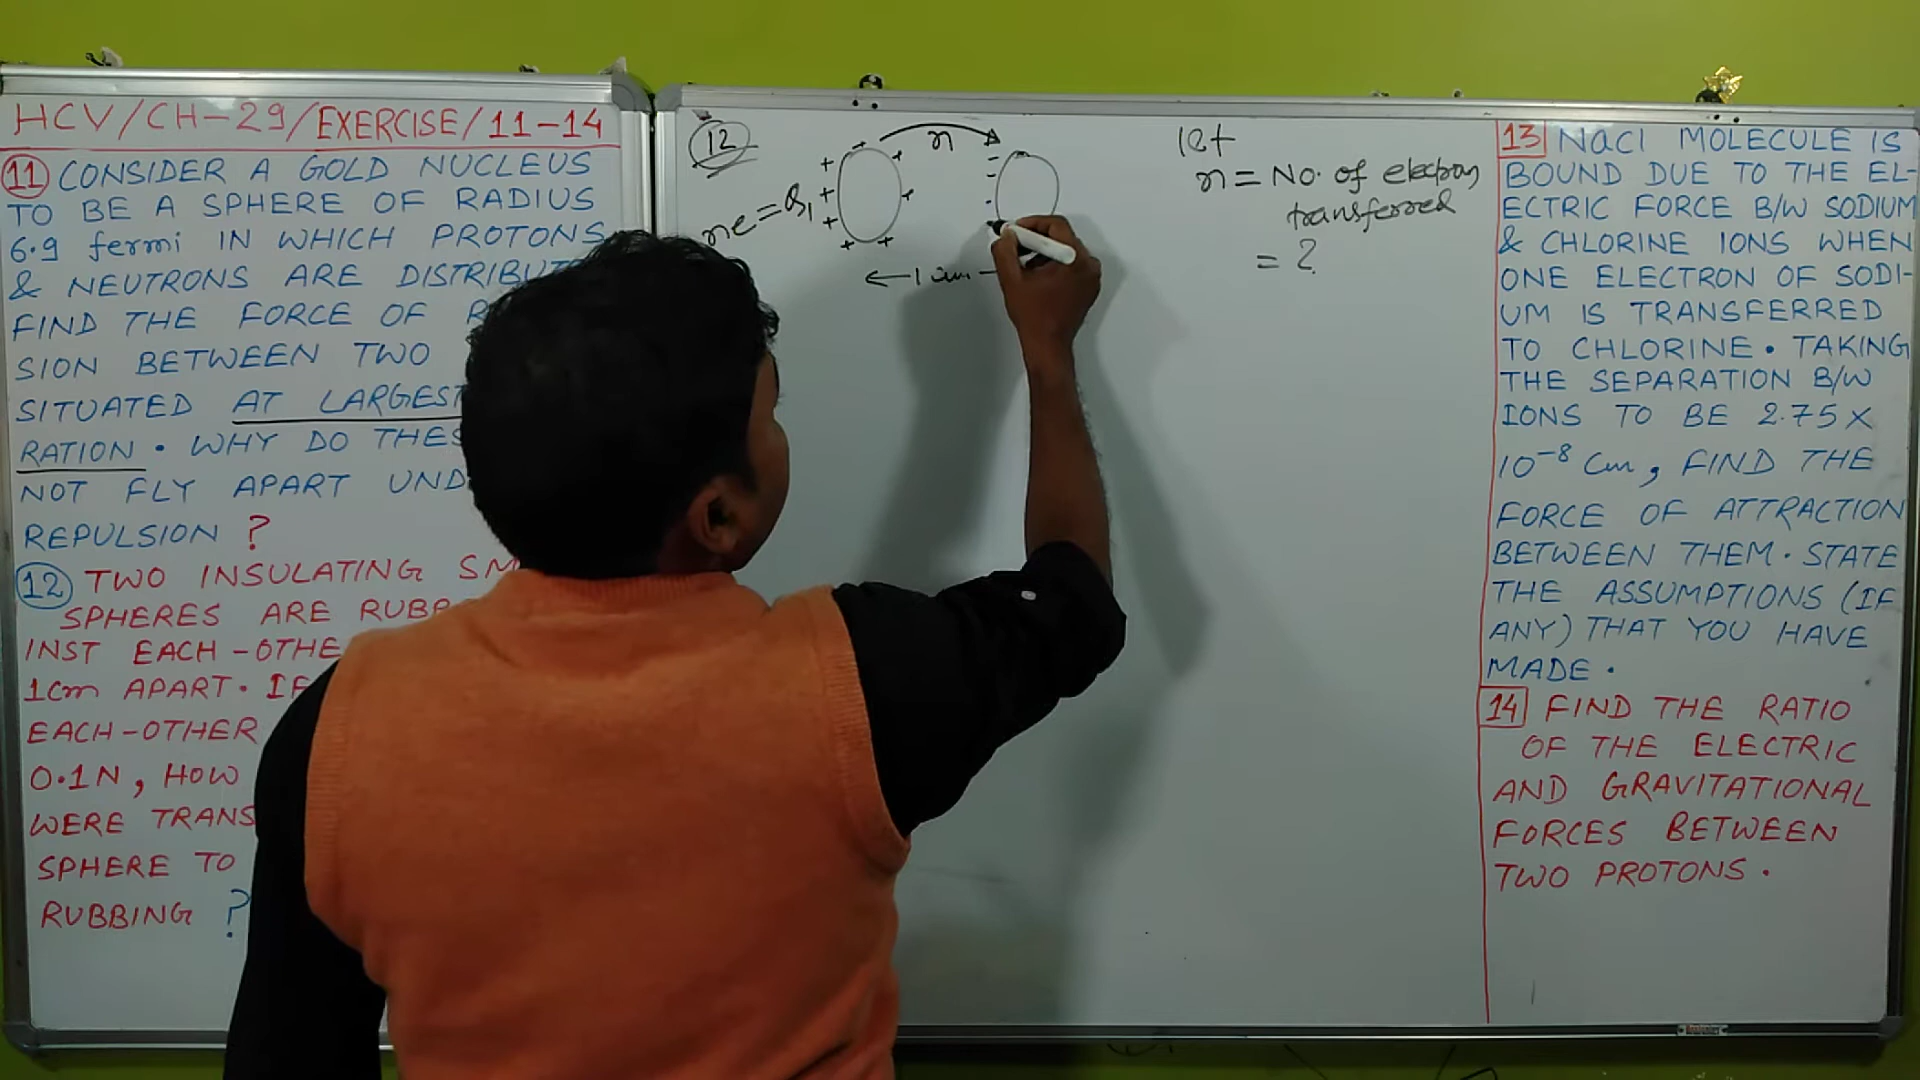 HCV/CH-29/EXERCISE/11-14
11 CONSIDER A GOLD NUCLEUS
TO BE A SPHERE OF RADIUS
6.9 fermi IN WHICH PROTONS
& NEUTRONS ARE DISTRIBUTE
FIND THE FORCE OF
SION BETWEEN TWO
SITUATED AT LARGEST
RATION. WHY DO THES
NOT FLY APART UND
REPULSION ?
12 TWO INSULATING SM
SPHERES ARE RUBB
INST EACH-OTHE
1cm APART. IF
EACH-OTHER
0.1N, HOW
WERE TRANS
SPHERE TO
RUBBING ?
12
n
ne = Q1
+ + + + + + + +
- - - -
1 cm
let
n = No. of electron
transferred
= ?
13 NaCl MOLECULE IS
BOUND DUE TO THE EL-
ECTRIC FORCE B/W SODIUM
& CHLORINE IONS WHEN
ONE ELECTRON OF SODI-
UM IS TRANSFERRED
TO CHLORINE. TAKING
THE SEPARATION B/W
IONS TO BE 2.75 X
10⁻⁸ Cm, FIND THE
FORCE OF ATTRACTION
BETWEEN THEM. STATE
THE ASSUMPTIONS (IF
ANY) THAT YOU HAVE
MADE.
14 FIND THE RATIO
OF THE ELECTRIC
AND GRAVITATIONAL
FORCES BETWEEN
TWO PROTONS.